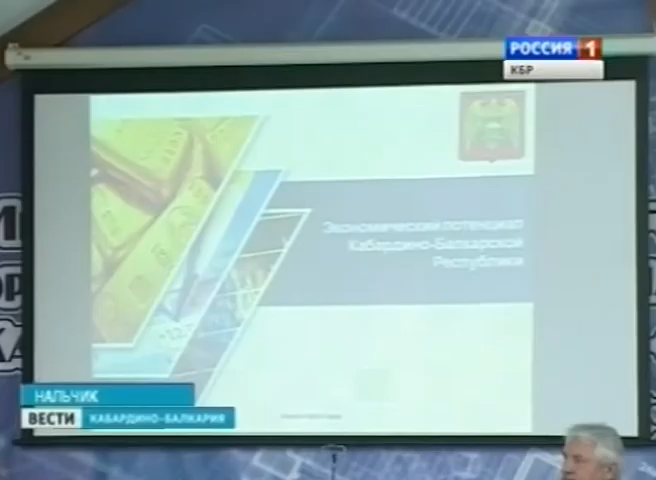 РОССИЯ 1
КБР
Экономический потенциал
Кабардино-Балкарской
Республики
НАЛЬЧИК
ВЕСТИ КАБАРДИНО-БАЛКАРИЯ